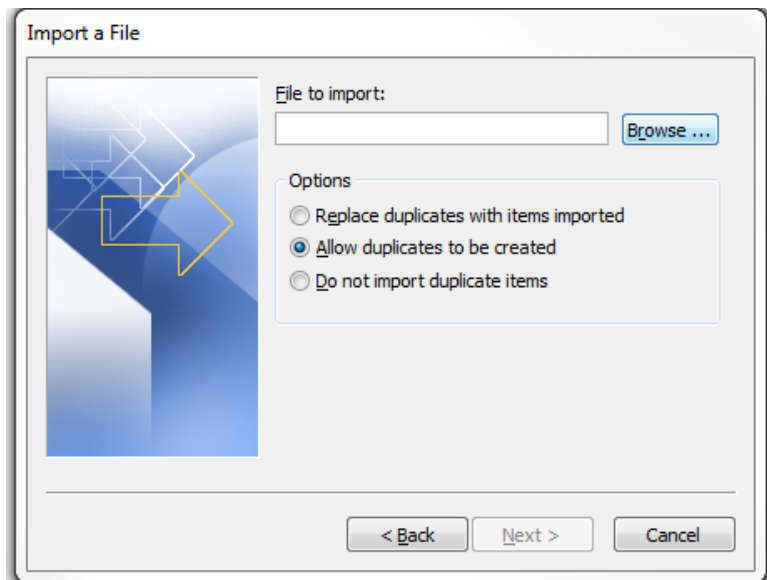 Import a File
File to import:
Browse ...
Options
Replace duplicates with items imported
Allow duplicates to be created
Do not import duplicate items
< Back
Next >
Cancel